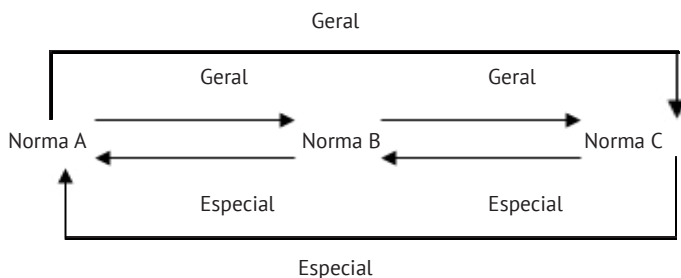 Geral
Geral Geral
Norma A Norma B Norma C
Especial Especial
Especial